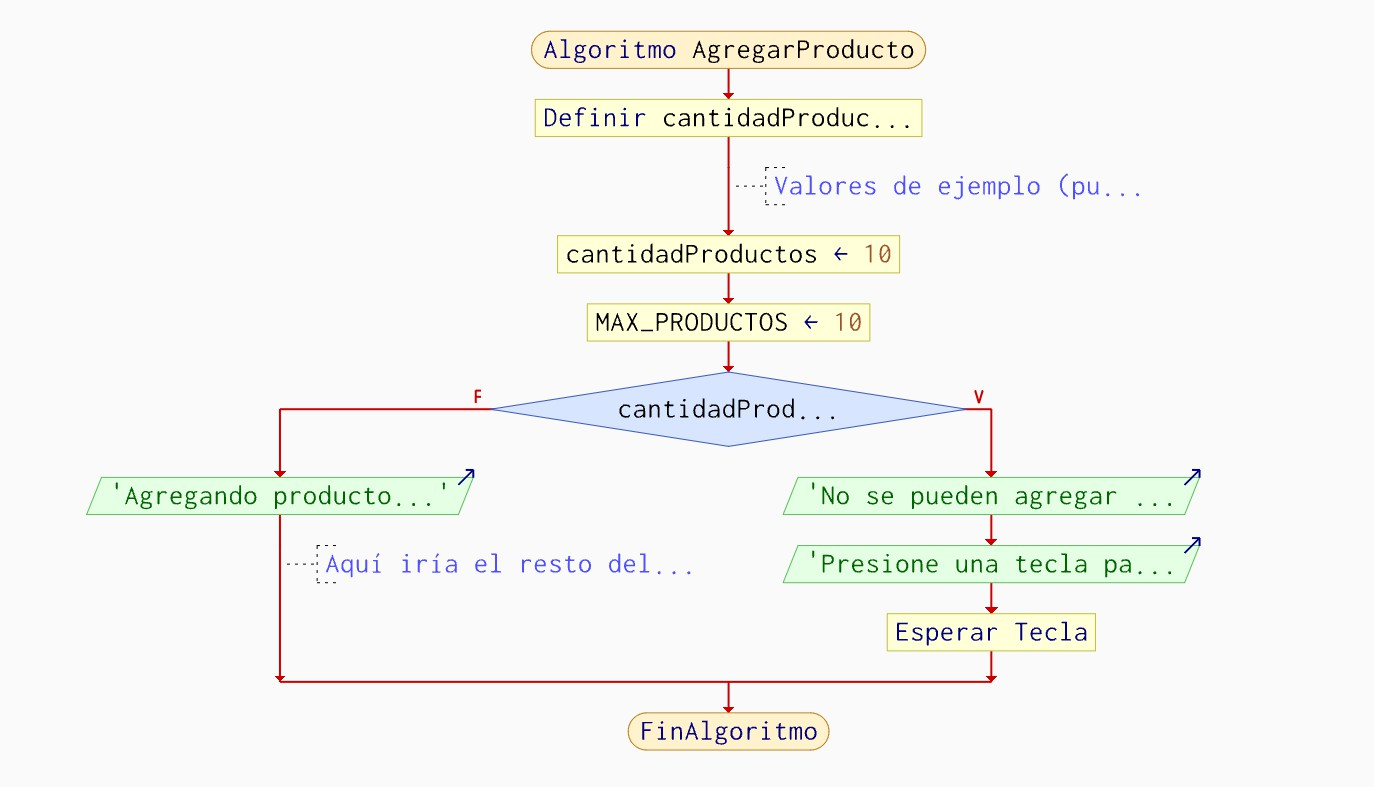 Algoritmo AgregarProducto
Definir cantidadProduc...
Valores de ejemplo (pu...
cantidadProductos ← 10
MAX_PRODUCTOS ← 10
F
V
cantidadProd...
'Agregando producto...'
'No se pueden agregar ...
Aquí iría el resto del...
'Presione una tecla pa...
Esperar Tecla
FinAlgoritmo